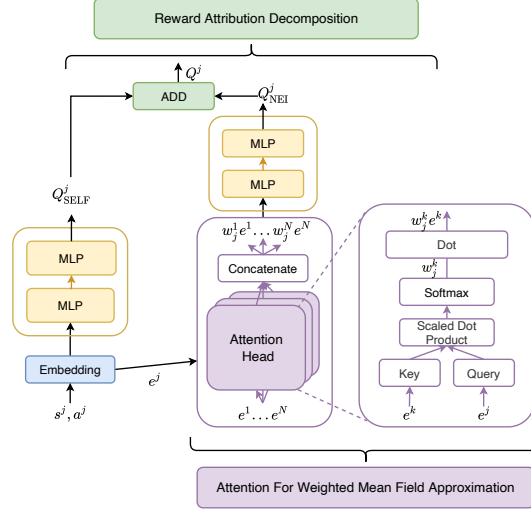 Reward Attribution Decomposition
Q^j
ADD
Q^j_NEI
MLP
MLP
Q^j_SELF
w^1_j e^1 ... w^N_j e^N
w^k_j e^k
Dot
MLP
Concatenate
w^k_j
Softmax
MLP
Attention
Head
Scaled Dot
Product
Embedding
e^j
Key
Query
s^j, a^j
e^1 ... e^N
e^k
e^j
Attention For Weighted Mean Field Approximation